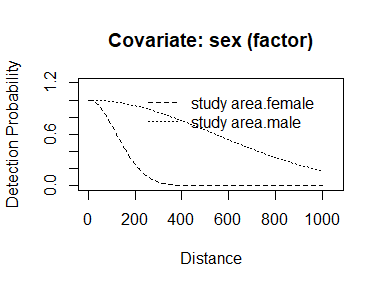 Covariate: sex (factor)
Detection Probability
1.2
0.6
0.0
study area.female
study area.male
0 200 400 600 800 1000
Distance